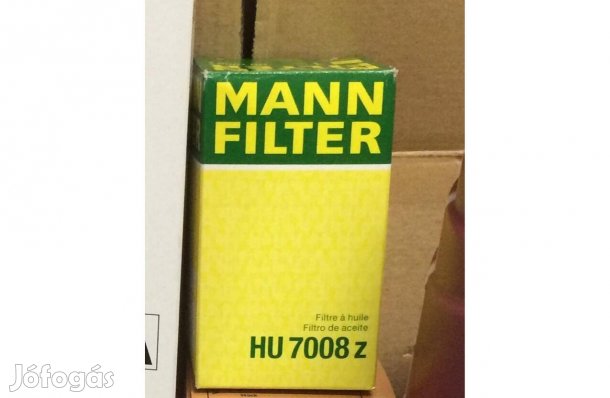 MANN
FILTER
Filtre à huile
Filtro de aceite
HU 7008 z
A
Jófogás